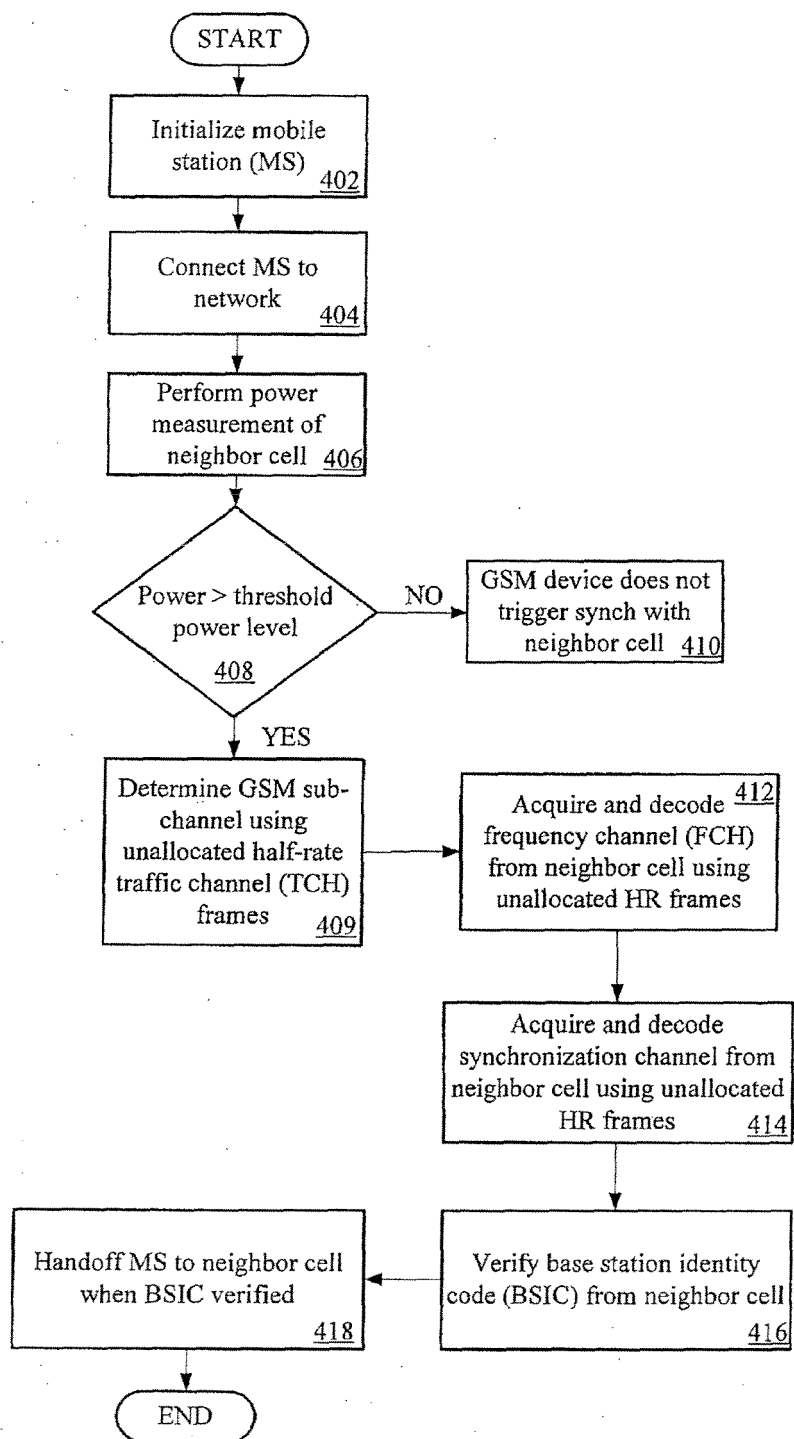 START
Initialize mobile
station (MS)
402
Connect MS to
network
404
Perform power
measurement of
neighbor cell 406
Power > threshold
power level
408
NO
GSM device does not
trigger synch with
neighbor cell 410
YES
Determine GSM sub-
channel using
unallocated half-rate
traffic channel (TCH)
frames
409
412
Acquire and decode
frequency channel (FCH)
from neighbor cell using
unallocated HR frames
Acquire and decode
synchronization channel from
neighbor cell using unallocated
HR frames 414
Verify base station identity
code (BSIC) from neighbor cell
416
Handoff MS to neighbor cell
when BSIC verified
418
END